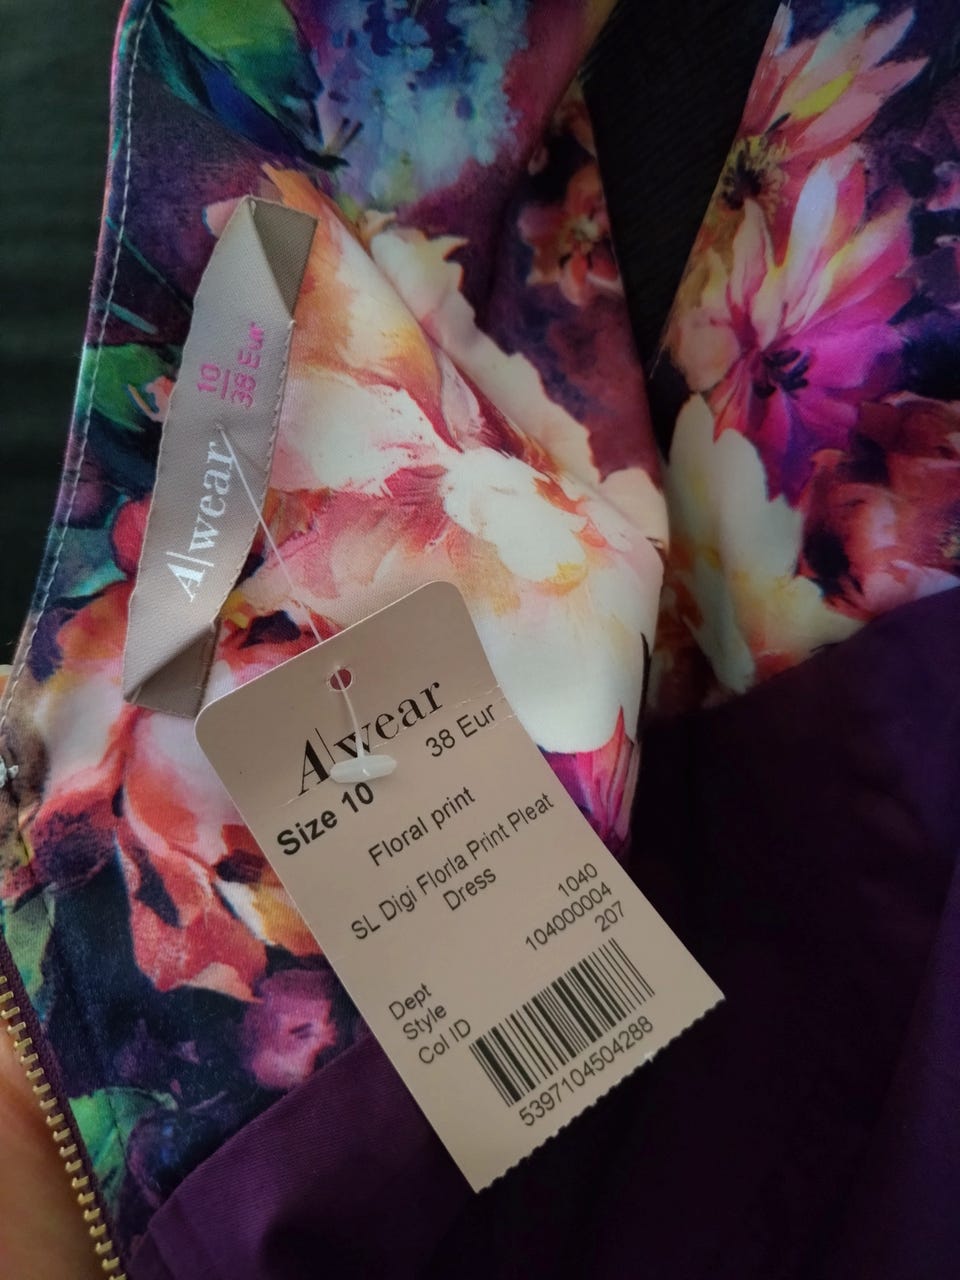 10
38 Eur
A|wear
A|wear
Size 10 38 Eur
Floral print
SL Digi Florla Print Pleat
Dress
Dept 1040
Style 104000004
Col ID 207
5397104504288